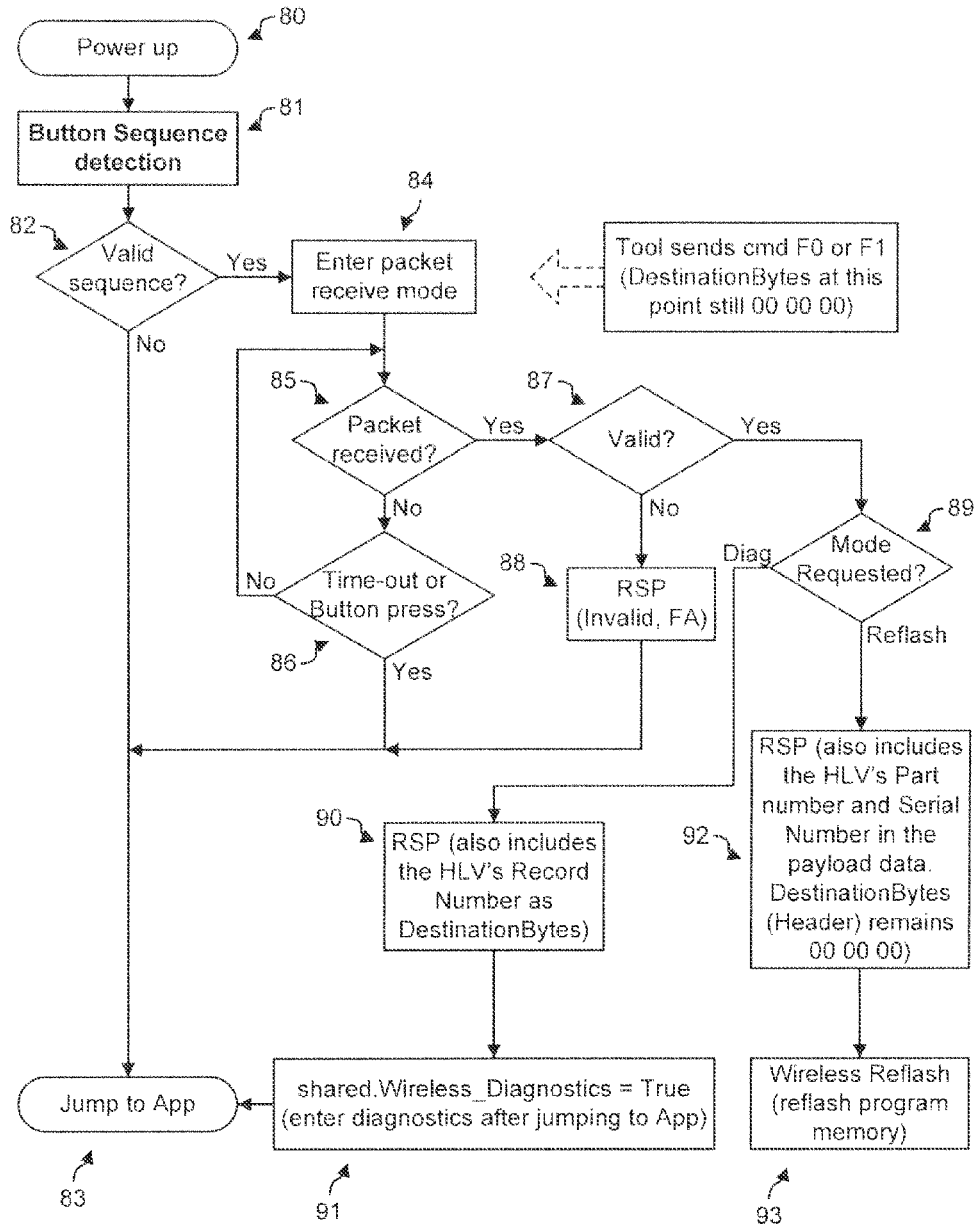 80
Power up
81
Button Sequence
detection
84
82
Valid
sequence?
Yes
Enter packet
receive mode
Tool sends cmd F0 or F1
(DestinationBytes at this
point still 00 00 00)
No
85
87
Packet
received?
Yes
Valid?
Yes
No
No
89
Diag
Mode
Requested?
No
Time-out or
Button press?
88
RSP
(Invalid, FA)
Reflash
86
Yes
RSP (also includes
the HLV's Part
number and Serial
Number in the
payload data.
DestinationBytes
(Header) remains
00 00 00)
92
90
RSP (also includes
the HLV's Record
Number as
DestinationBytes)
Jump to App
shared.Wireless_Diagnostics = True
(enter diagnostics after jumping to App)
Wireless Reflash
(reflash program
memory)
83
91
93